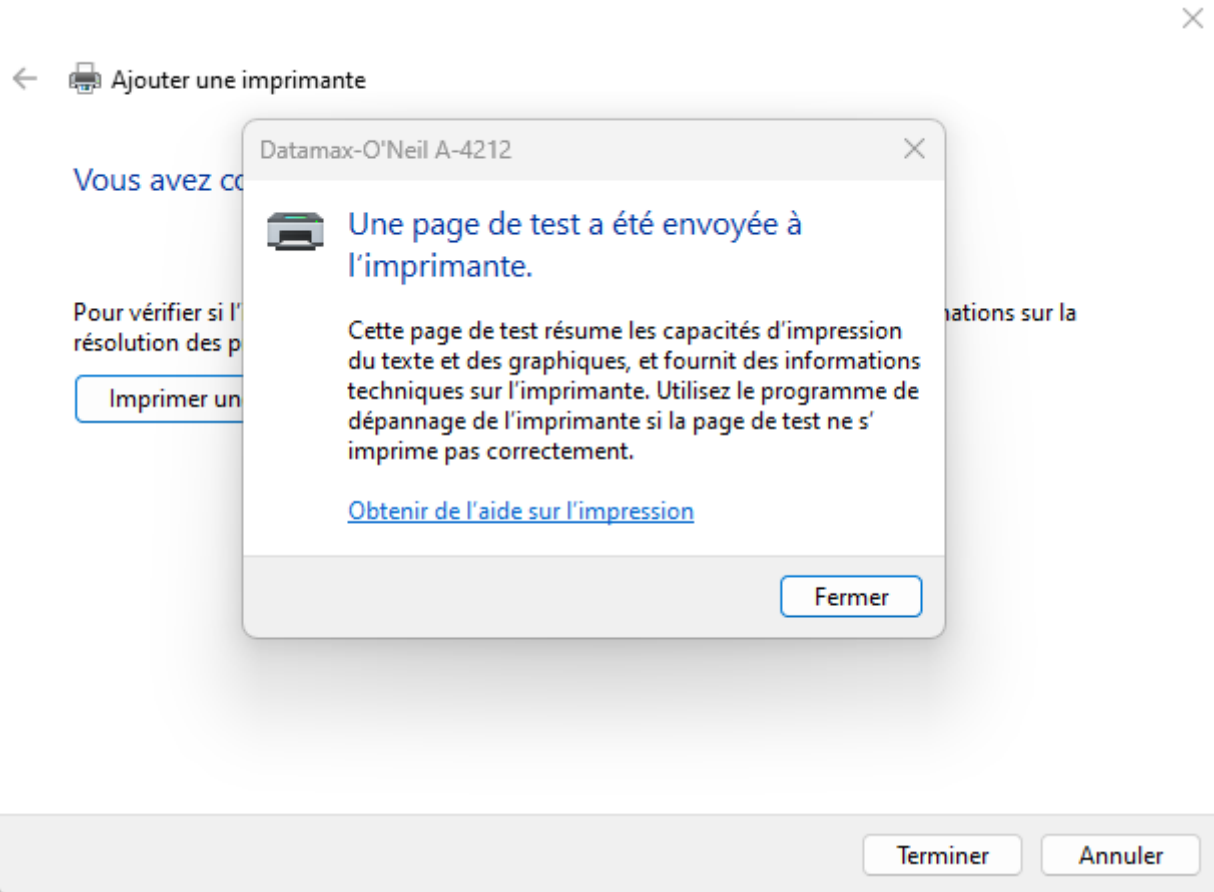 Ajouter une imprimante
Datamax-O'Neil A-4212
Vous avez
Une page de test a été envoyée à
l'imprimante.
Pour vérifier si l'
sur la
résolution des
Cette page de test résume les capacités d'impression
du texte et des graphiques, et fournit des informations
techniques sur l'imprimante. Utilisez le programme de
dépannage de l'imprimante si la page de test ne s'
imprime pas correctement.
Imprimer un
Obtenir de l'aide sur l'impression
Fermer
Terminer
Annuler